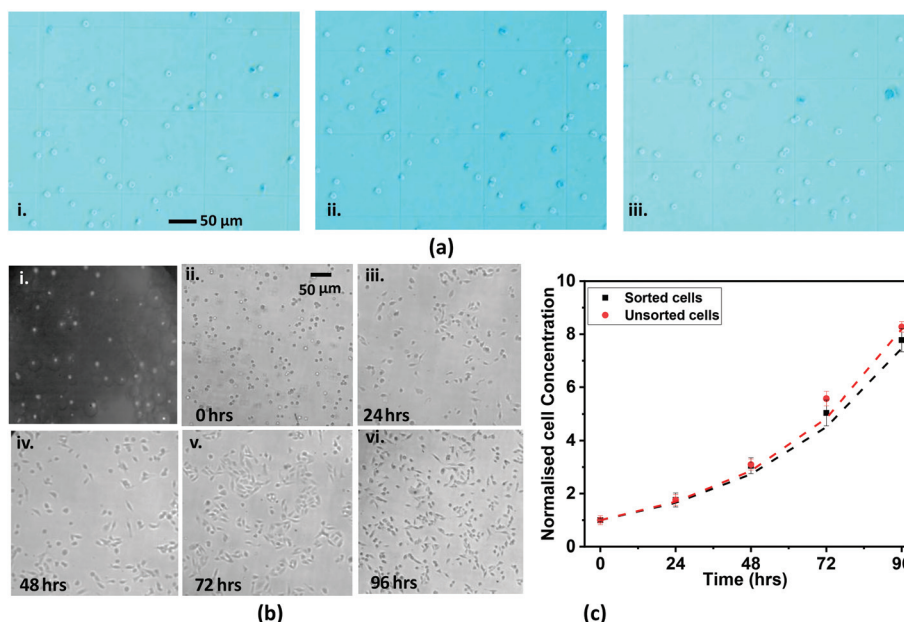 i.
50 µm
ii.
iii.
(a)
i.
ii.
50
µm
0 hrs
iii.
24 hrs
iv.
48 hrs
v.
72 hrs
vi.
96 hrs
(b)
Normalised cell Concentration
10
8
6
4
2
0
Sorted cells
Unsorted cells
0 24 48 72 90
Time (hrs)
(c)